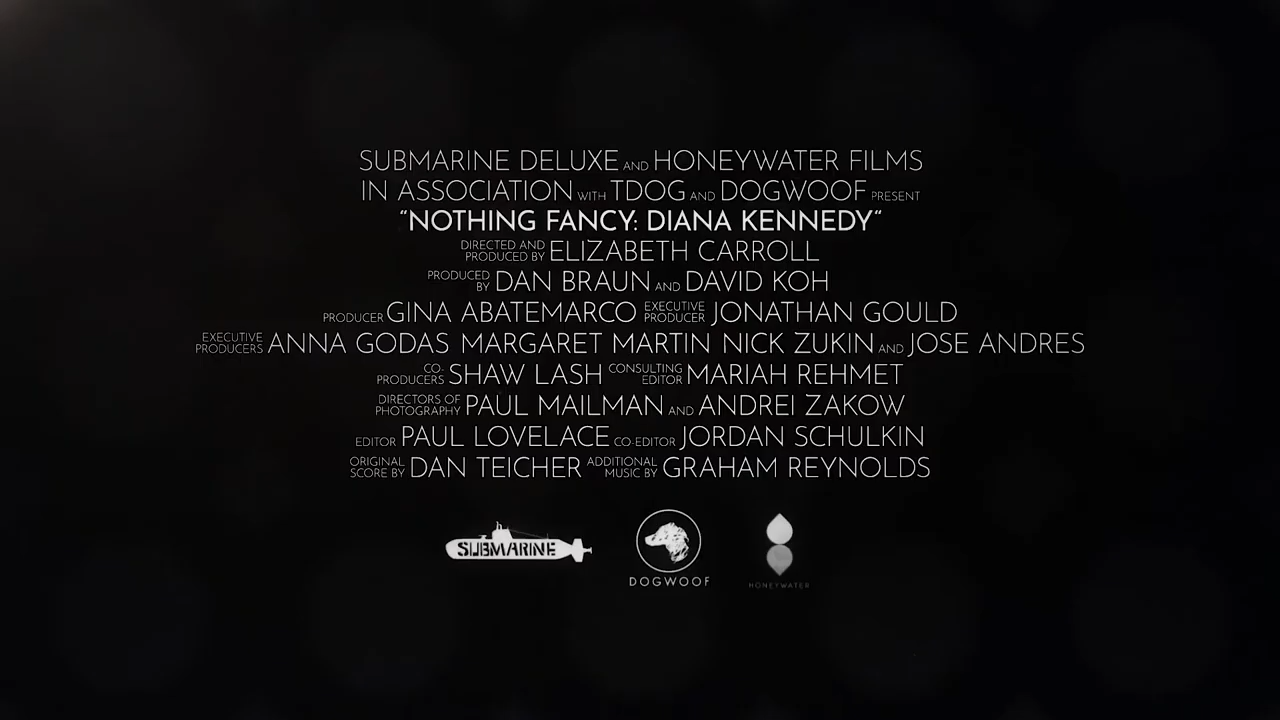 SUBMARINE DELUXE AND HONEYWATER FILMS
IN ASSOCIATION WITH TDOG AND DOGWOOF PRESENT
“NOTHING FANCY: DIANA KENNEDY“
DIRECTED AND PRODUCED BY ELIZABETH CARROLL
PRODUCED BY DAN BRAUN AND DAVID KOH
PRODUCER GINA ABATEMARCO EXECUTIVE PRODUCER JONATHAN GOULD
EXECUTIVE PRODUCERS ANNA GODAS MARGARET MARTIN NICK ZUKIN AND JOSE ANDRES
CO-PRODUCERS SHAW LASH CONSULTING EDITOR MARIAH REHMET
DIRECTORS OF PHOTOGRAPHY PAUL MAILMAN AND ANDREI ZAKOW
EDITOR PAUL LOVELACE CO-EDITOR JORDAN SCHULKIN
ORIGINAL SCORE BY DAN TEICHER ADDITIONAL MUSIC BY GRAHAM REYNOLDS
SUBMARINE
DOGWOOF
HONEYWATER